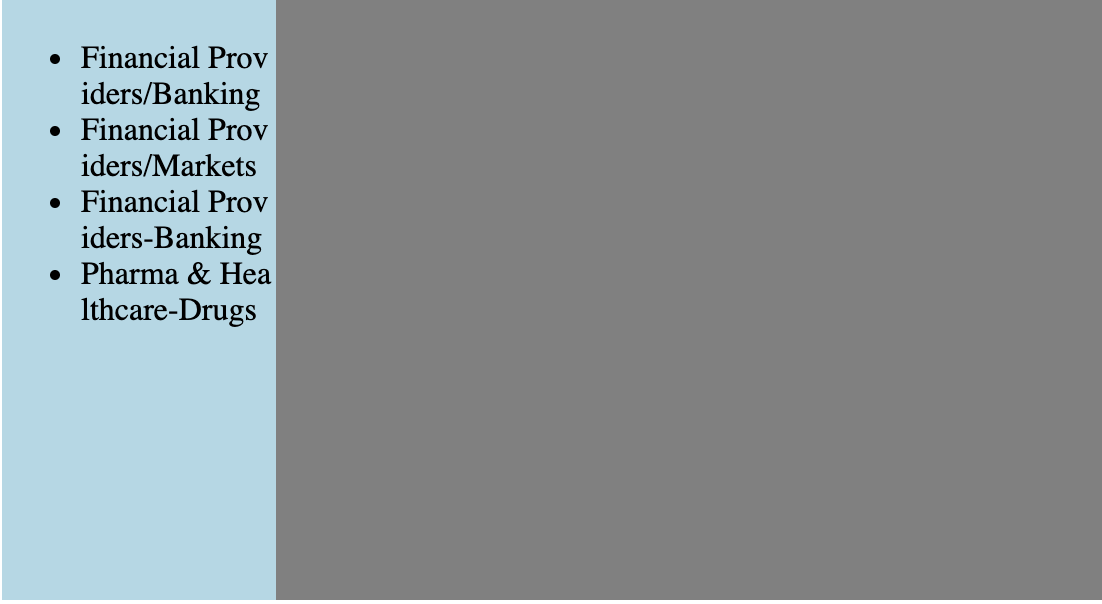 Financial Prov
iders/Banking
Financial Prov
iders/Markets
Financial Prov
iders-Banking
Pharma & Hea
lthcare-Drugs